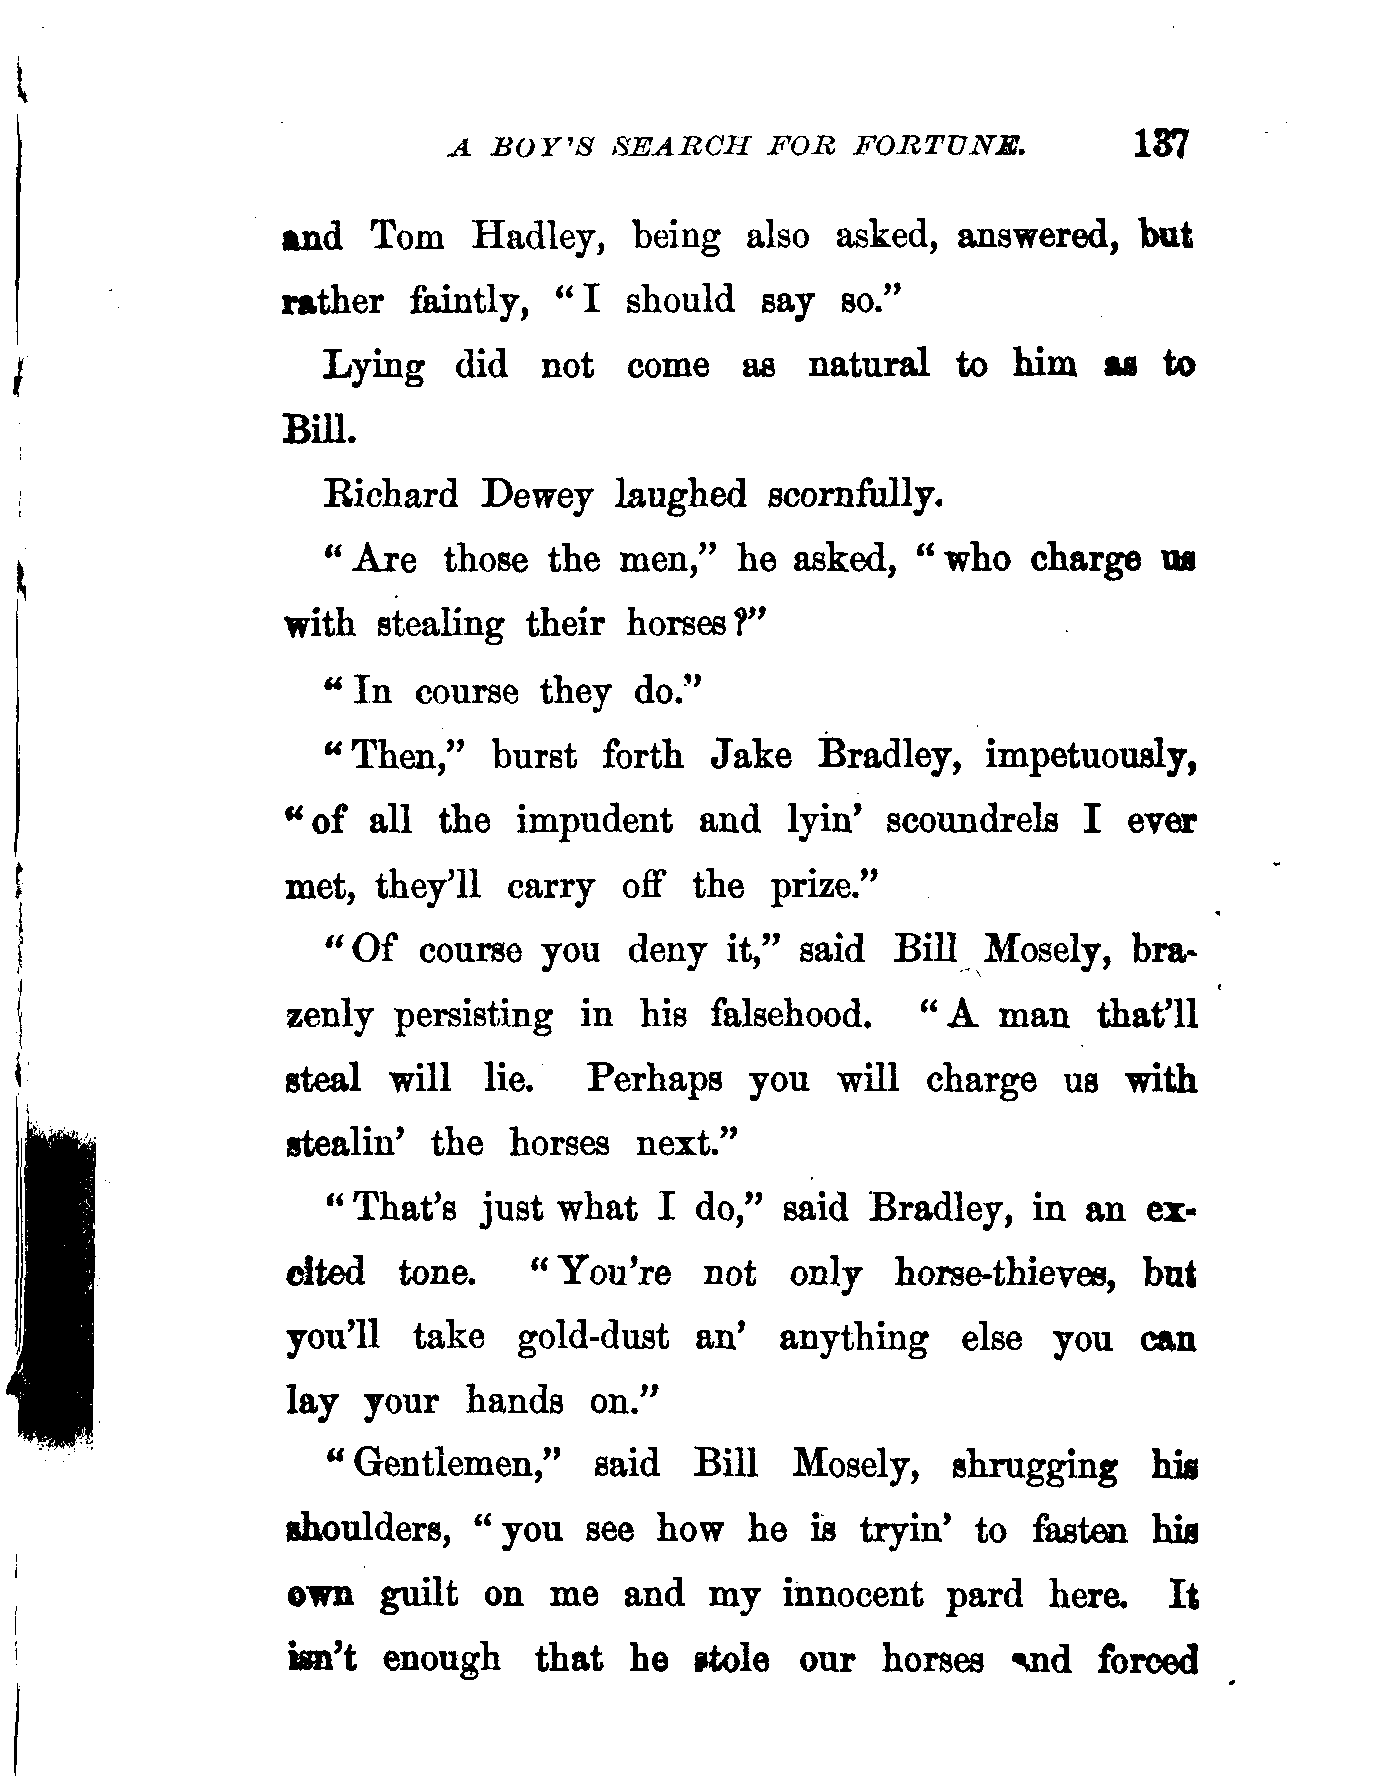 A BOY'S SEARCH FOR FORTUNE. 137
and Tom Hadley, being also asked, answered, but
rather faintly, "I should say so."
Lying did not come as natural to him as to
Bill.
Richard Dewey laughed scornfully.
"Are those the men," he asked, "who charge us
with stealing their horses?"
"In course they do."
"Then," burst forth Jake Bradley, impetuously,
"of all the impudent and lyin' scoundrels I ever
met, they'll carry off the prize."
"Of course you deny it," said Bill Mosely, bra-
zenly persisting in his falsehood. "A man that'll
steal will lie. Perhaps you will charge us with
stealin' the horses next."
"That's just what I do," said Bradley, in an ex-
cited tone. "You're not only horse-thieves, but
you'll take gold-dust an' anything else you can
lay your hands on."
"Gentlemen," said Bill Mosely, shrugging his
shoulders, "you see how he is tryin' to fasten his
own guilt on me and my innocent pard here. It
isn't enough that he stole our horses and forced